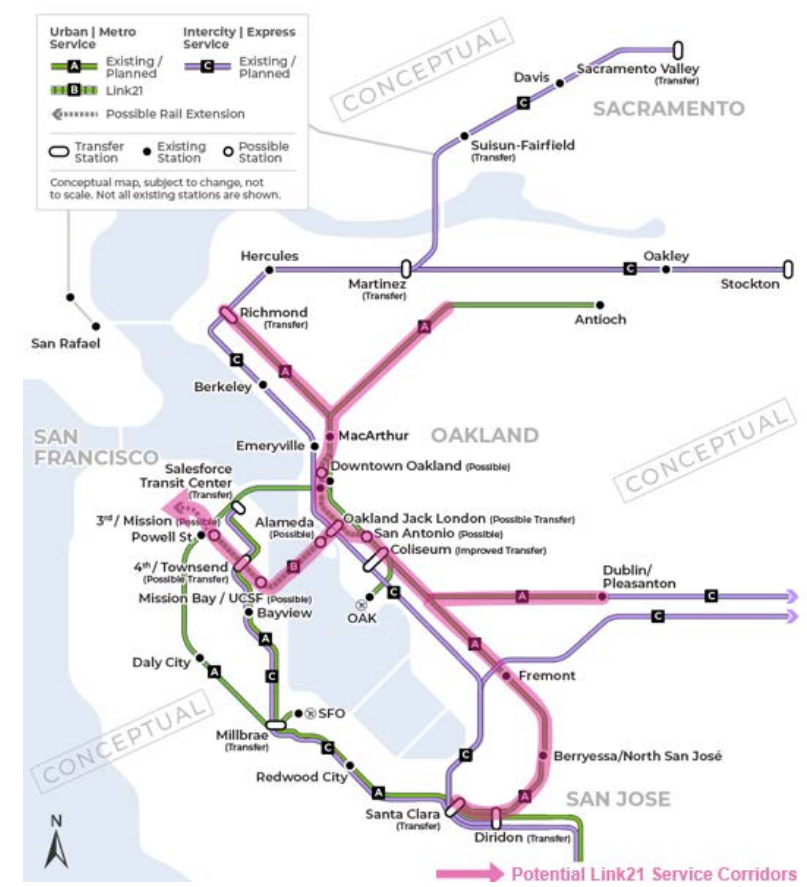 Urban | Metro
Service
Intercity | Express
Service
A
Existing /
Planned
C
Existing /
Planned
B
Link21
Possible Rail Extension
Transfer
Station
Existing
Station
Possible
Station
Conceptual map, subject to change, not
to scale. Not all existing stations are shown.
CONCEPTUAL
Sacramento Valley
(Transfer)
Davis
C
SACRAMENTO
Suisun-Fairfield
(Transfer)
Hercules
Martinez
(Transfer)
C
Oakley
Stockton
San Rafael
Richmond
(Transfer)
A
Antioch
C
A
Berkeley
CONCEPTUAL
SAN
FRANCISCO
Emeryville
MacArthur
OAKLAND
Salesforce
Transit Center
(Transfer)
Downtown Oakland (Possible)
3rd / Mission (Possible)
Powell St
Alameda
(Possible)
Oakland Jack London (Possible Transfer)
San Antonio (Possible)
Coliseum (Improved Transfer)
4th / Townsend
(Possible Transfer)
B
Mission Bay / UCSF (Possible)
Bayview
OAK
C
Dublin/
Pleasanton
A
C
C
A
Daly City
A
A
C
Fremont
CONCEPTUAL
SFO
Millbrae
(Transfer)
C
C
Berryessa/North San José
Redwood City
A
A
SAN JOSE
Santa Clara
(Transfer)
Diridon (Transfer)
N
Potential Link21 Service Corridors